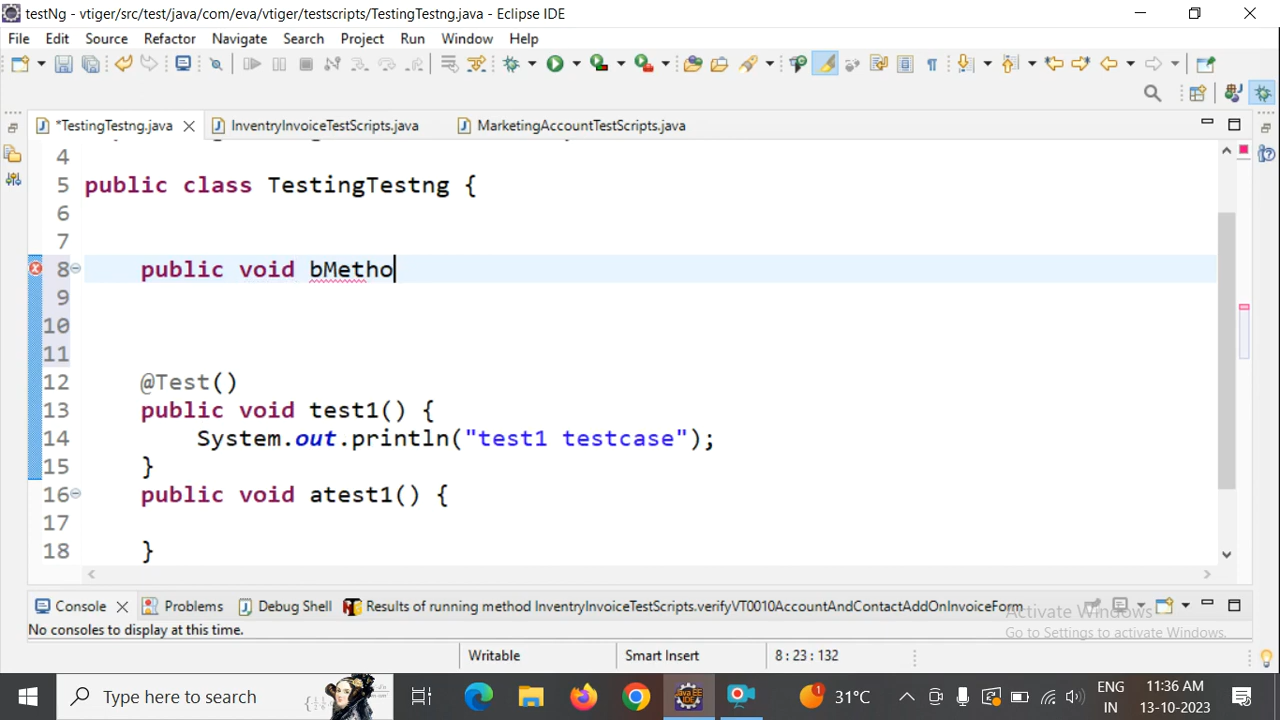 testNg - vtiger/src/test/java/com/eva/vtiger/testscripts/TestingTestng.java - Eclipse IDE
File Edit Source Refactor Navigate Search Project Run Window Help
*TestingTestng.java InventryInvoiceTestScripts.java MarketingAccountTestScripts.java
4
5 public class TestingTestng {
6
7
8 public void bMetho
9
10
11
12 @Test()
13 public void test1() {
14 System.out.println("test1 testcase");
15 }
16 public void atest1() {
17
18 }
Console Problems Debug Shell Results of running method InventryInvoiceTestScripts.verifyVT0010AccountAndContactAddOnInvoiceForm
Activate Windows
No consoles to display at this time.
Go to Settings to activate Windows.
Writable Smart Insert 8 : 23 : 132
Type here to search 31°C ENG 11:36 AM
IN 13-10-2023